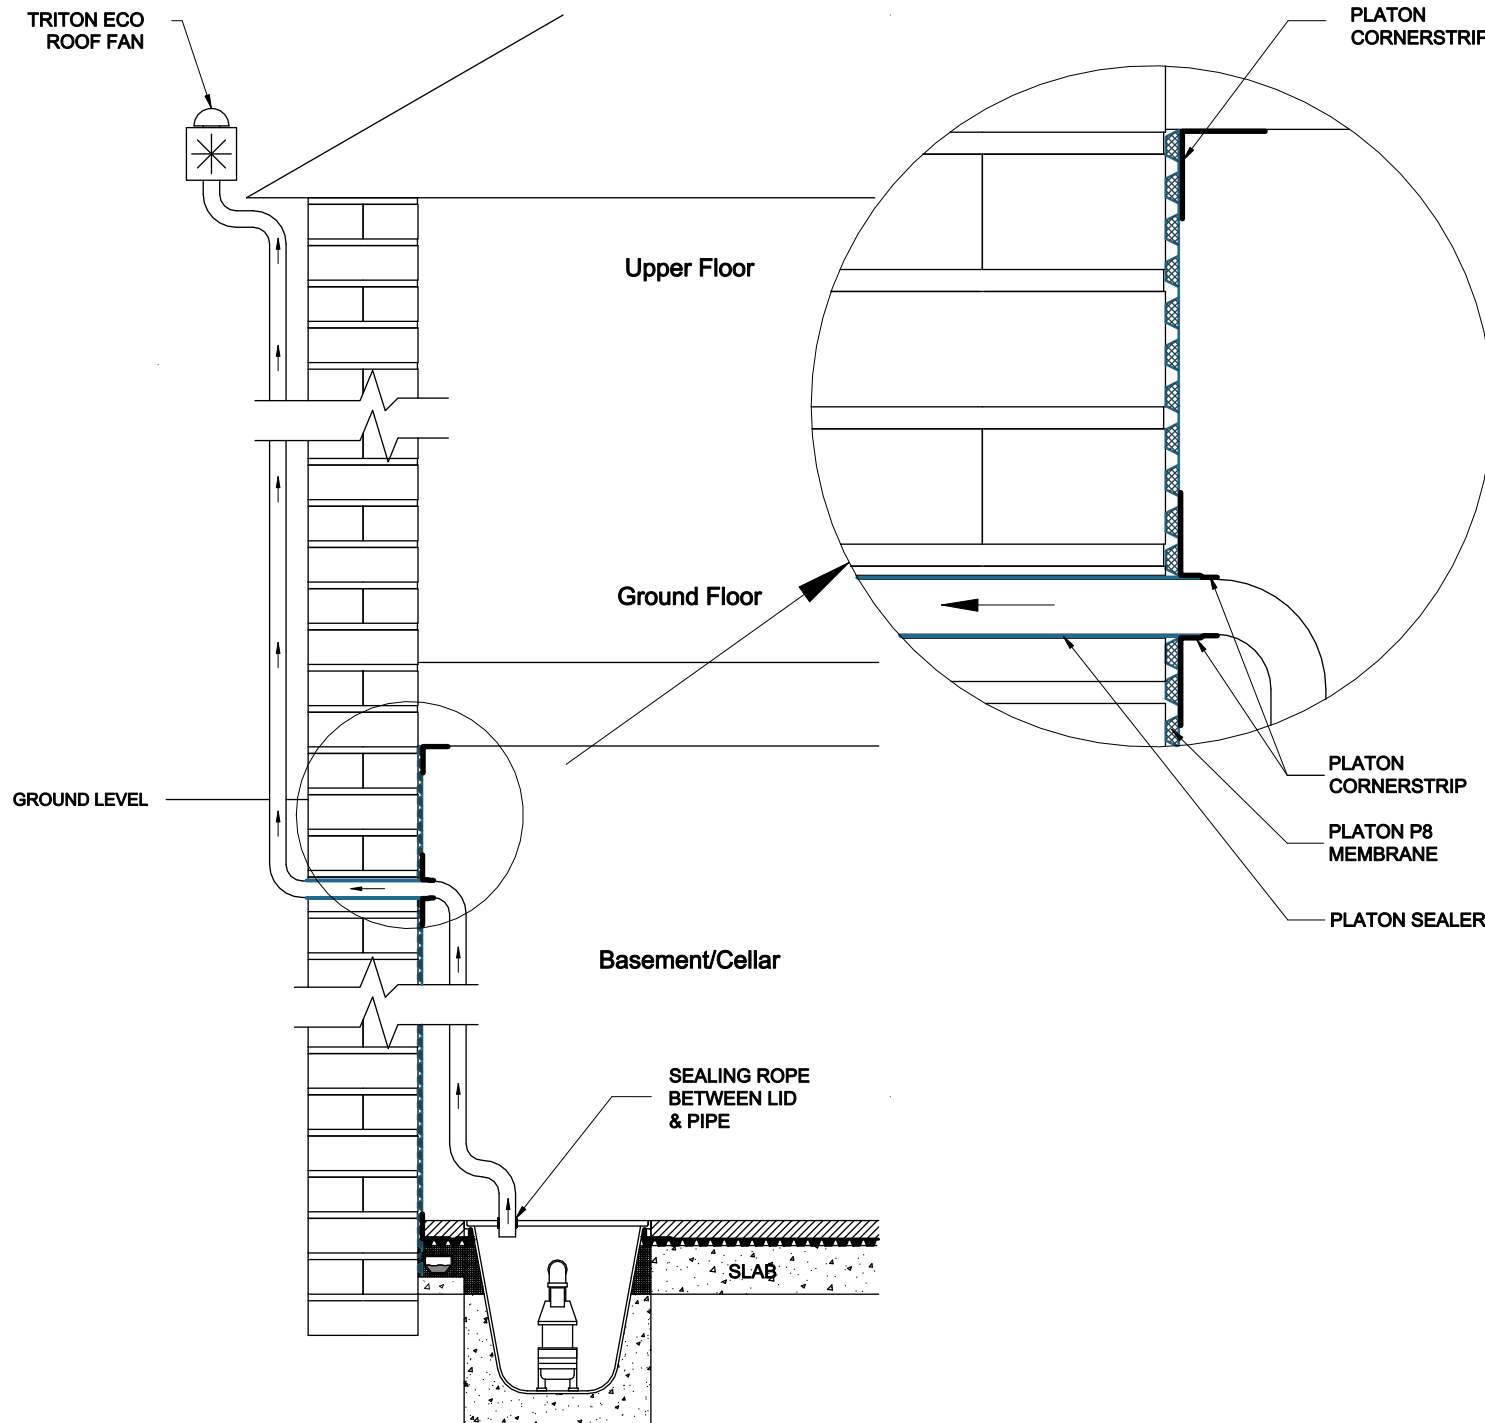 TRITON ECO
ROOF FAN
PLATON
CORNERSTRIP
Upper Floor
Ground Floor
PLATON
CORNERSTRIP
GROUND LEVEL
PLATON P8
MEMBRANE
PLATON SEALER
Basement/Cellar
SEALING ROPE
BETWEEN LID
& PIPE
SLAB